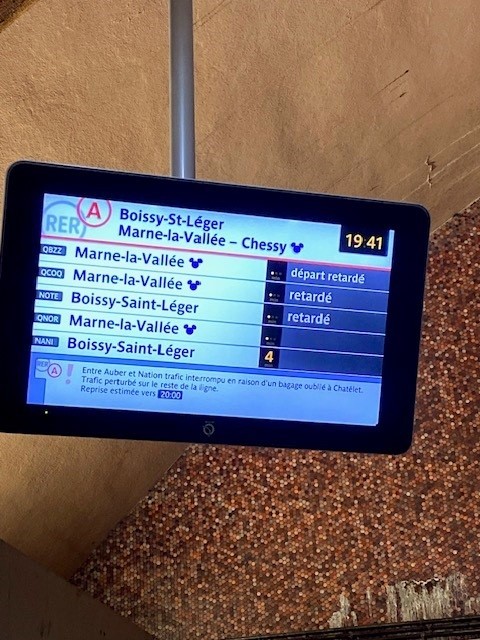 RER A
Boissy-St-Léger
Marne-la-Vallée – Chessy
19:41
QBZZ Marne-la-Vallée départ retardé
QCOO Marne-la-Vallée retardé
NOTE Boissy-Saint-Léger retardé
QNOR Marne-la-Vallée
NANI Boissy-Saint-Léger 4
RER A ! Entre Auber et Nation trafic interrompu en raison d'un bagage oublié à Chatelet.
Trafic perturbé sur le reste de la ligne.
Reprise estimée vers 20:00